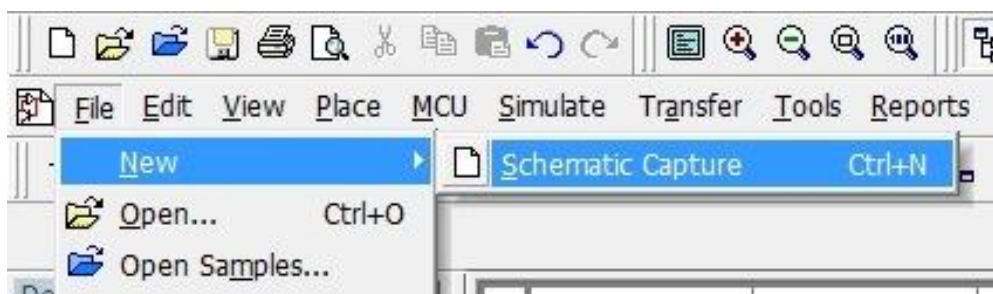 File Edit View Place MCU Simulate Transfer Tools Reports
New Schematic Capture Ctrl+N
Open... Ctrl+O
Open Samples...